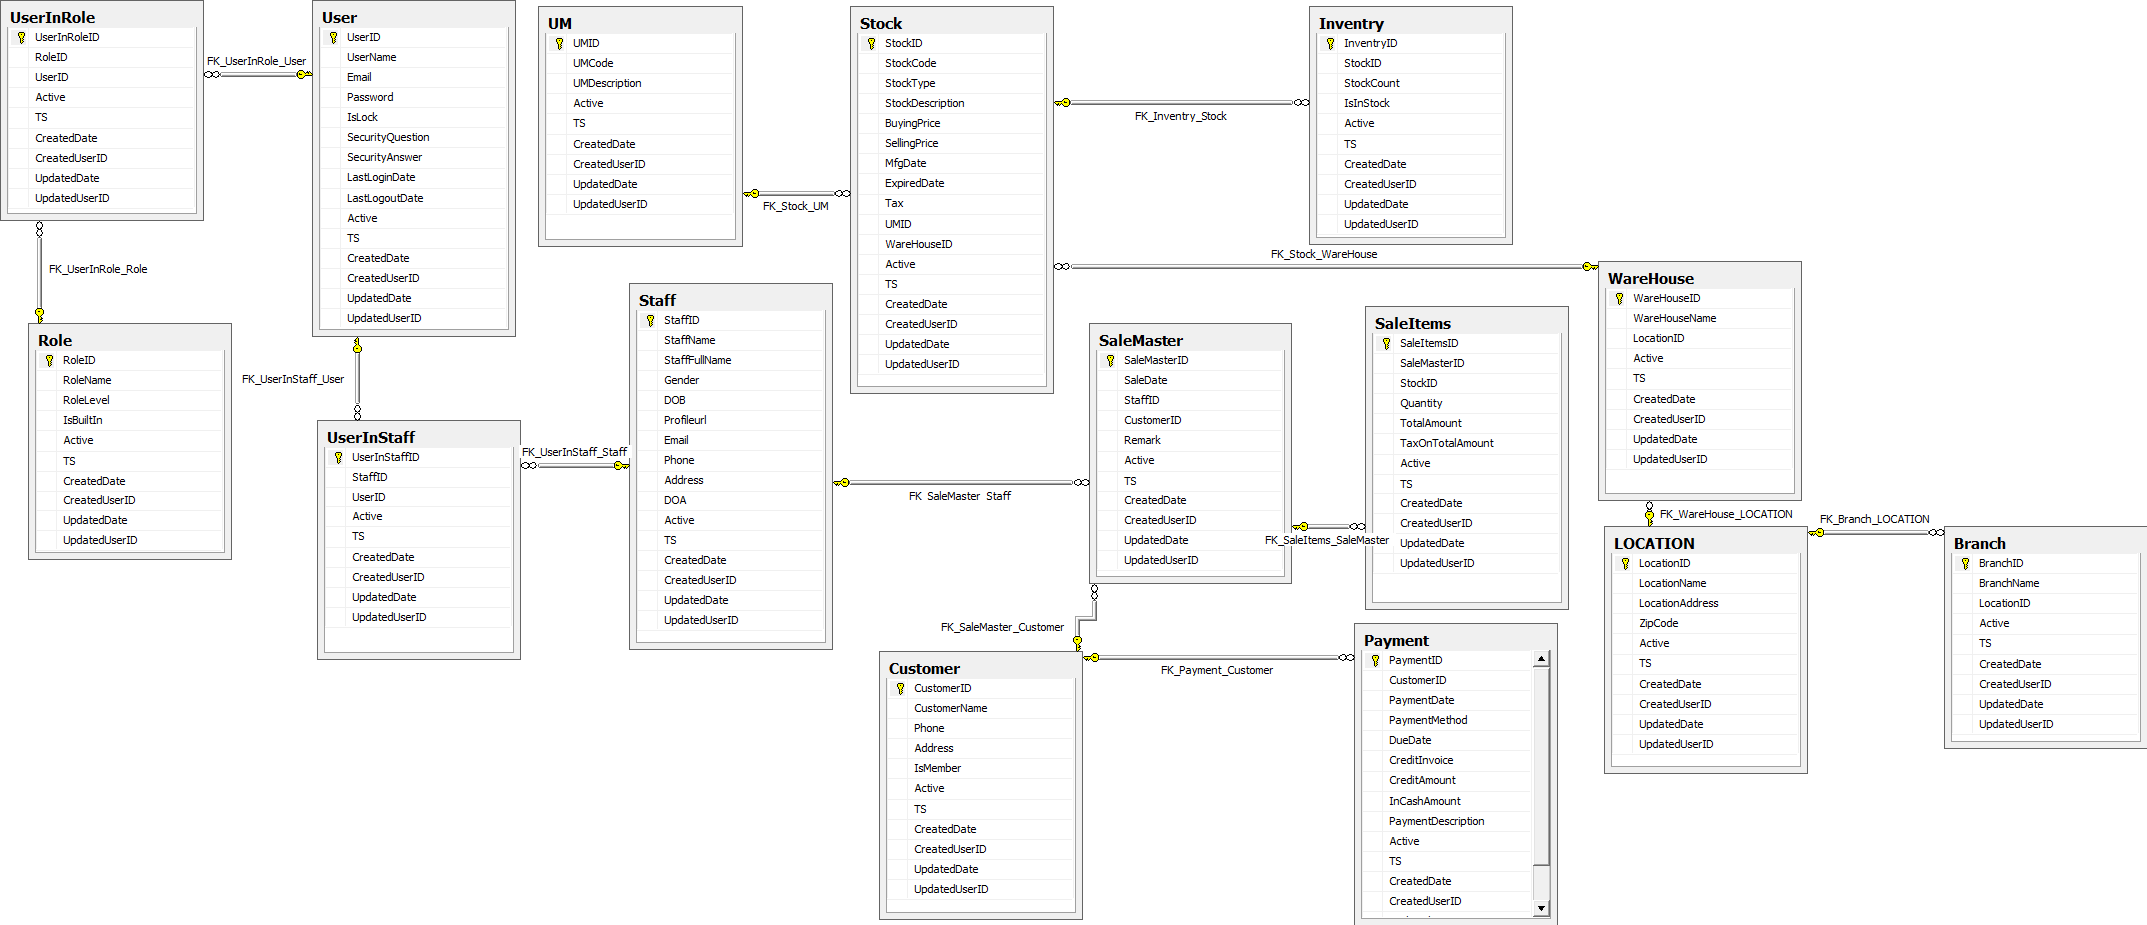 UserInRole
UserInRoleID
RoleID
UserID
Active
TS
CreatedDate
CreatedUserID
UpdatedDate
UpdatedUserID
FK_UserInRole_User
User
UserID
UserName
Email
Password
IsLock
SecurityQuestion
SecurityAnswer
LastLoginDate
LastLogoutDate
Active
TS
CreatedDate
CreatedUserID
UpdatedDate
UpdatedUserID
UM
UMID
UMCode
UMDescription
Active
TS
CreatedDate
CreatedUserID
UpdatedDate
UpdatedUserID
FK_Stock_UM
Stock
StockID
StockCode
StockType
StockDescription
BuyingPrice
SellingPrice
MfgDate
ExpiredDate
Tax
UMID
WareHouseID
Active
TS
CreatedDate
CreatedUserID
UpdatedDate
UpdatedUserID
FK_Inventry_Stock
Inventry
InventryID
StockID
StockCount
IsInStock
Active
TS
CreatedDate
CreatedUserID
UpdatedDate
UpdatedUserID
FK_Stock_WareHouse
WareHouse
WareHouseID
WareHouseName
LocationID
Active
TS
CreatedDate
CreatedUserID
UpdatedDate
UpdatedUserID
FK_UserInRole_Role
Role
RoleID
RoleName
RoleLevel
IsBuiltIn
Active
TS
CreatedDate
CreatedUserID
UpdatedDate
UpdatedUserID
FK_UserInStaff_User
UserInStaff
UserInStaffID
StaffID
UserID
Active
TS
CreatedDate
CreatedUserID
UpdatedDate
UpdatedUserID
FK_UserInStaff_Staff
Staff
StaffID
StaffName
StaffFullName
Gender
DOB
Profileurl
Email
Phone
Address
DOA
Active
TS
CreatedDate
CreatedUserID
UpdatedDate
UpdatedUserID
FK_SaleMaster_Staff
SaleMaster
SaleMasterID
SaleDate
StaffID
CustomerID
Remark
Active
TS
CreatedDate
CreatedUserID
UpdatedDate
UpdatedUserID
FK_SaleItems_SaleMaster
SaleItems
SaleItemsID
SaleMasterID
StockID
Quantity
TotalAmount
TaxOnTotalAmount
Active
TS
CreatedDate
CreatedUserID
UpdatedDate
UpdatedUserID
FK_WareHouse_LOCATION
LOCATION
LocationID
LocationName
LocationAddress
ZipCode
Active
TS
CreatedDate
CreatedUserID
UpdatedDate
UpdatedUserID
FK_Branch_LOCATION
Branch
BranchID
BranchName
LocationID
Active
TS
CreatedDate
CreatedUserID
UpdatedDate
UpdatedUserID
FK_SaleMaster_Customer
Customer
CustomerID
CustomerName
Phone
Address
IsMember
Active
TS
CreatedDate
CreatedUserID
UpdatedDate
UpdatedUserID
FK_Payment_Customer
Payment
PaymentID
CustomerID
PaymentDate
PaymentMethod
DueDate
CreditInvoice
CreditAmount
InCashAmount
PaymentDescription
Active
TS
CreatedDate
CreatedUserID